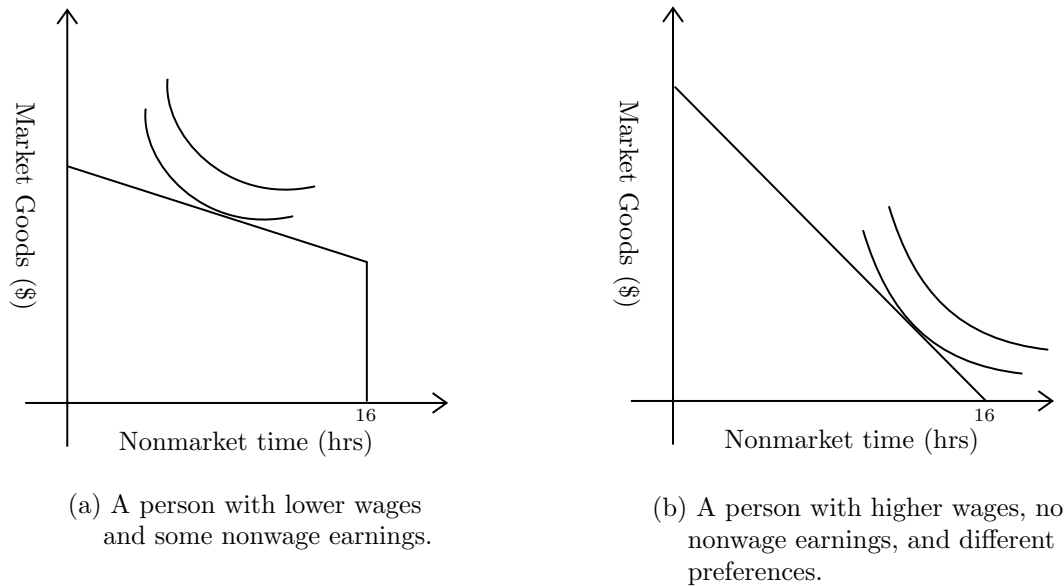 Market Goods ($)
16
Nonmarket time (hrs)
(a) A person with lower wages
and some nonwage earnings.
Market Goods ($)
16
Nonmarket time (hrs)
(b) A person with higher wages, no
nonwage earnings, and different
preferences.